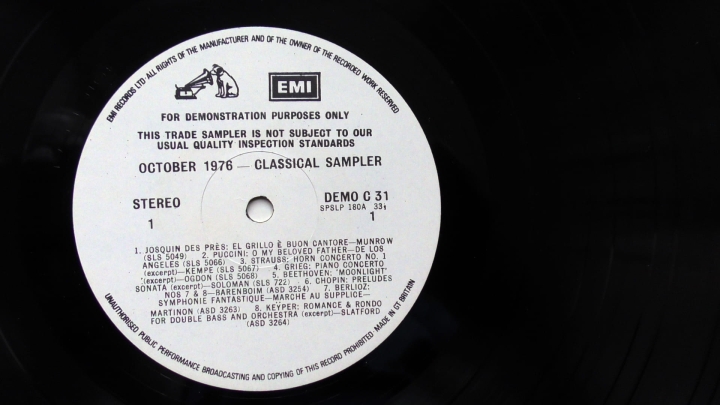 EMI RECORDS LTD ALL RIGHTS OF THE MANUFACTURER AND OF THE OWNER OF THE RECORDED WORK RESERVED
EMI
FOR DEMONSTRATION PURPOSES ONLY
THIS TRADE SAMPLER IS NOT SUBJECT TO OUR
USUAL QUALITY INSPECTION STANDARDS
OCTOBER 1976 — CLASSICAL SAMPLER
STEREO
1
DEMO C 31
SPSLP 180A 33⅓
1
1. JOSQUIN DES PRÈS: EL GRILLO È BUON CANTORE—MUNROW
(SLS 5049) 2. PUCCINI: O MY BELOVED FATHER—DE LOS
ANGELES (SLS 5066) 3. STRAUSS: HORN CONCERTO NO. 1
(excerpt)—KEMPE (SLS 5067) 4. GRIEG: PIANO CONCERTO
(excerpt)—OGDON (SLS 5068) 5. BEETHOVEN: 'MOONLIGHT'
SONATA (excerpt)—SOLOMAN (SLS 722) 6. CHOPIN: PRELUDES
NOS 7 & 8—BARENBOIM (ASD 3254) 7. BERLIOZ:
SYMPHONIE FANTASTIQUE—MARCHE AU SUPPLICE—
MARTINON (ASD 3263) 8. KEYPER: ROMANCE & RONDO
FOR DOUBLE BASS AND ORCHESTRA (excerpt)—SLATFORD
(ASD 3264)
UNAUTHORISED PUBLIC PERFORMANCE BROADCASTING AND COPYING OF THIS RECORD PROHIBITED·MADE IN GT BRITAIN